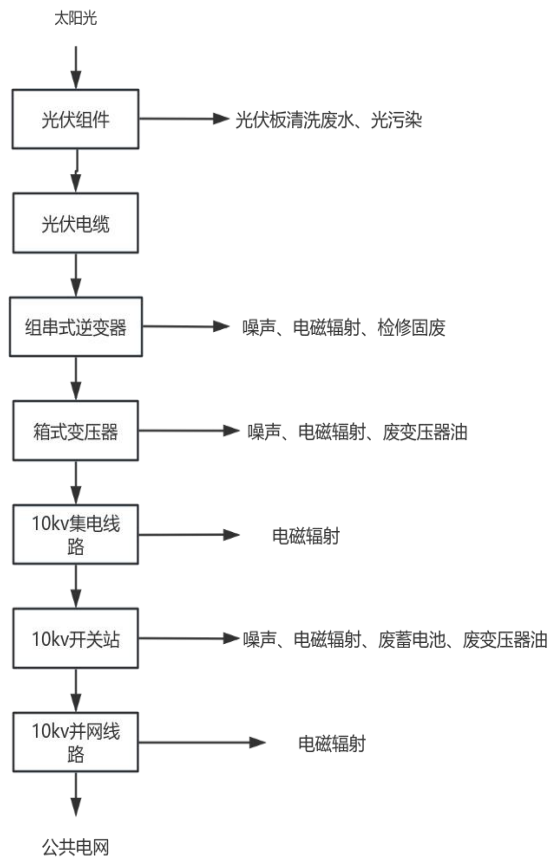 太阳光
光伏组件
光伏板清洗废水、光污染
光伏电缆
组串式逆变器
噪声、电磁辐射、检修固废
箱式变压器
噪声、电磁辐射、废变压器油
10kv集电线
路
电磁辐射
10kv开关站
噪声、电磁辐射、废蓄电池、废变压器油
10kv并网线
路
电磁辐射
公共电网